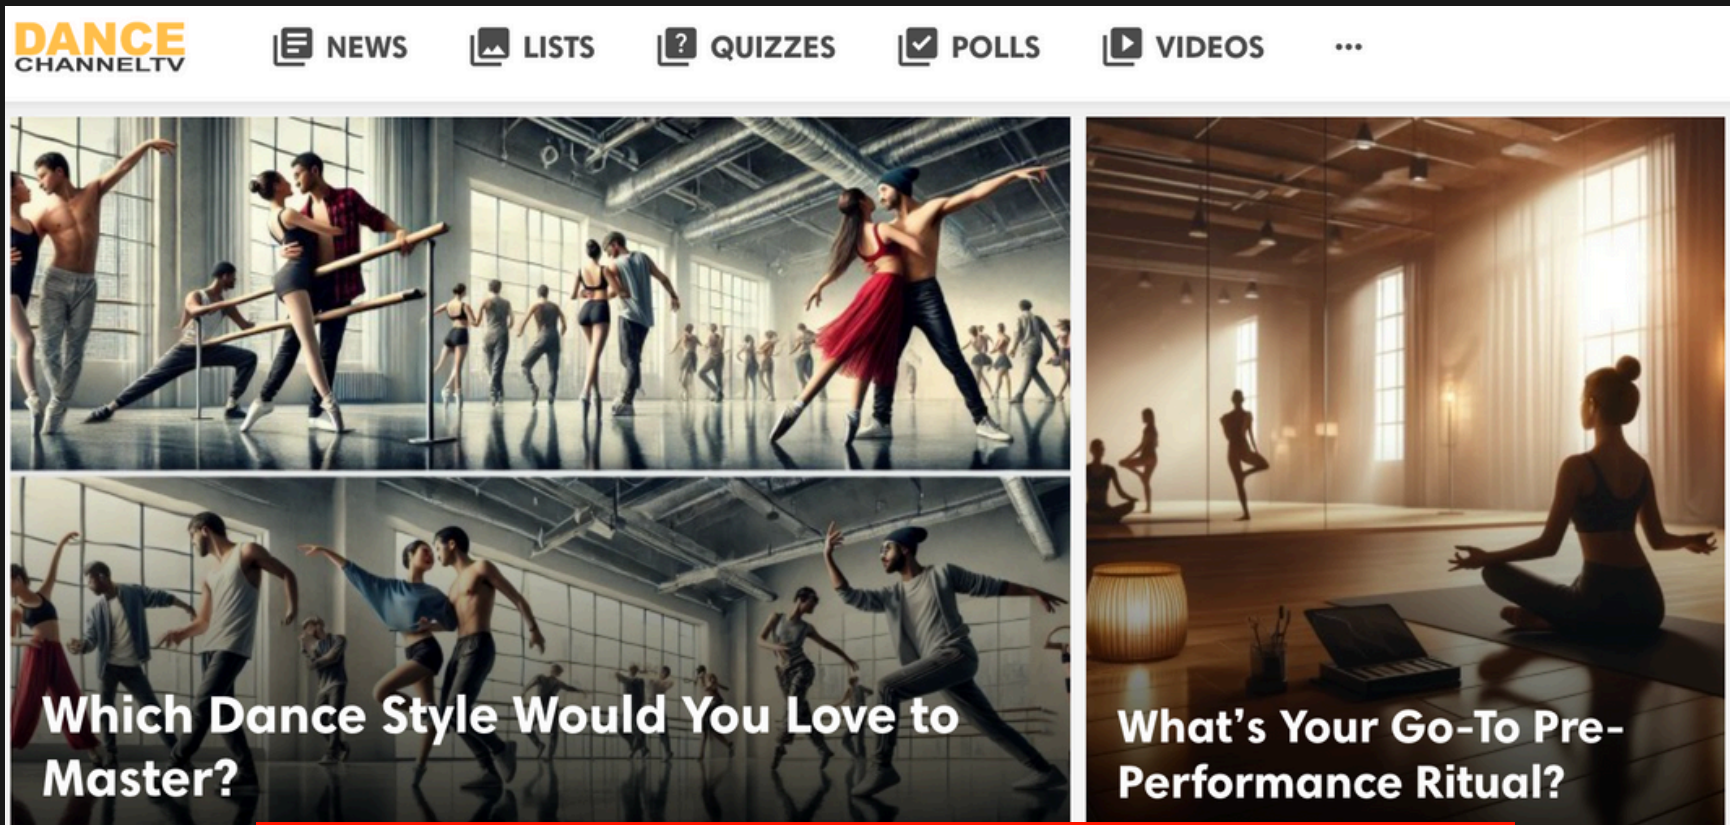 DANCE
CHANNELTV
NEWS
LISTS
QUIZZES
POLLS
VIDEOS
Which Dance Style Would You Love to
Master?
What's Your Go-To Pre-
Performance Ritual?